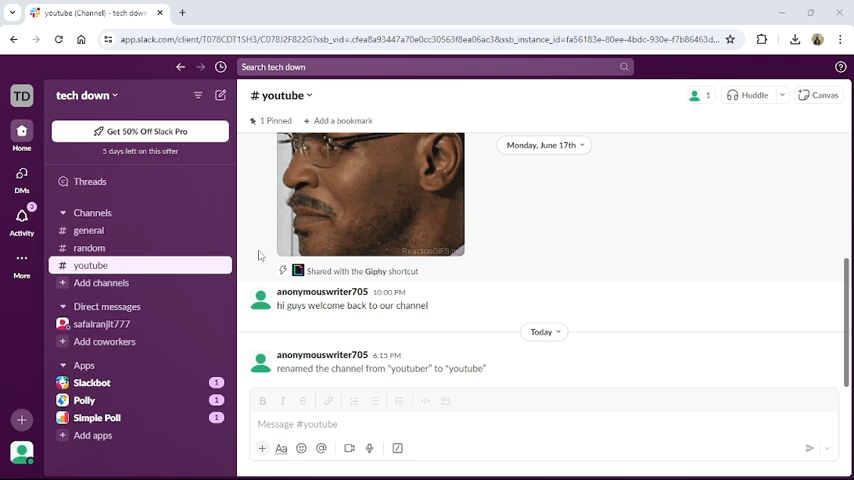 youtube (Channel) - tech down
app.slack.com/client/T078CDT1SH3/C078J2F822G?ssb_vid=.cfea8a93447a70e0cc30563f8ea06ac3&ssb_instance_id=fa56183e-80ee-4bdc-930e-f7b86463d...
Search tech down
TD
tech down
# youtube
1
Huddle
Canvas
1 Pinned
Add a bookmark
Get 50% Off Slack Pro
5 days left on this offer
Home
DMs
Activity
More
Threads
Channels
# general
# random
# youtube
+ Add channels
Direct messages
safalranjit777
+ Add coworkers
Apps
Slackbot 1
Polly 1
Simple Poll 1
+ Add apps
Monday, June 17th
ReactionGIFS.me
Shared with the Giphy shortcut
anonymouswriter705 10:00 PM
hi guys welcome back to our channel
Today
anonymouswriter705 6:15 PM
renamed the channel from “youtuber” to “youtube”
Message #youtube
Aa